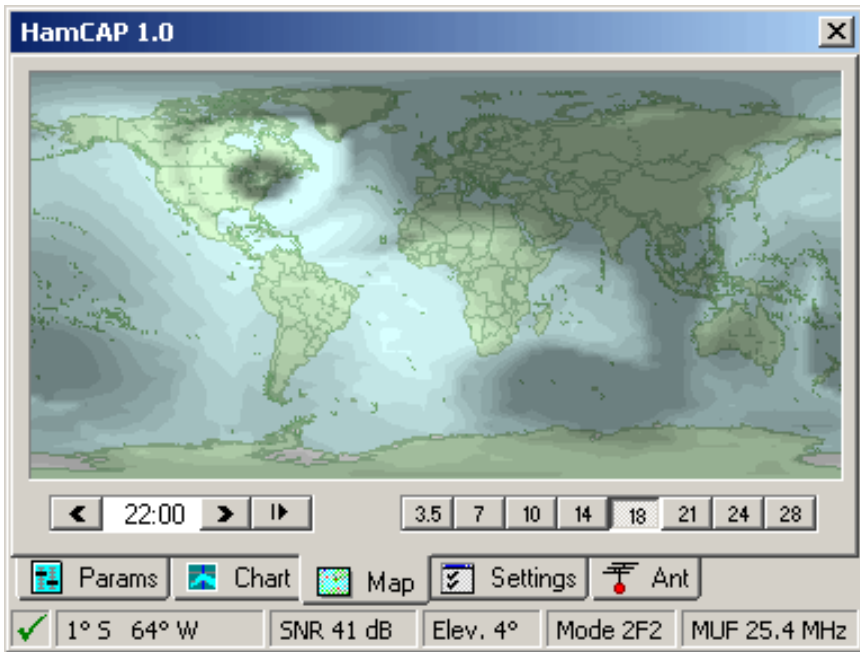 HamCAP 1.0
22:00
3.5 7 10 14 18 21 24 28
Params Chart Map Settings Ant
1° S 64° W SNR 41 dB Elev. 4° Mode 2F2 MUF 25.4 MHz